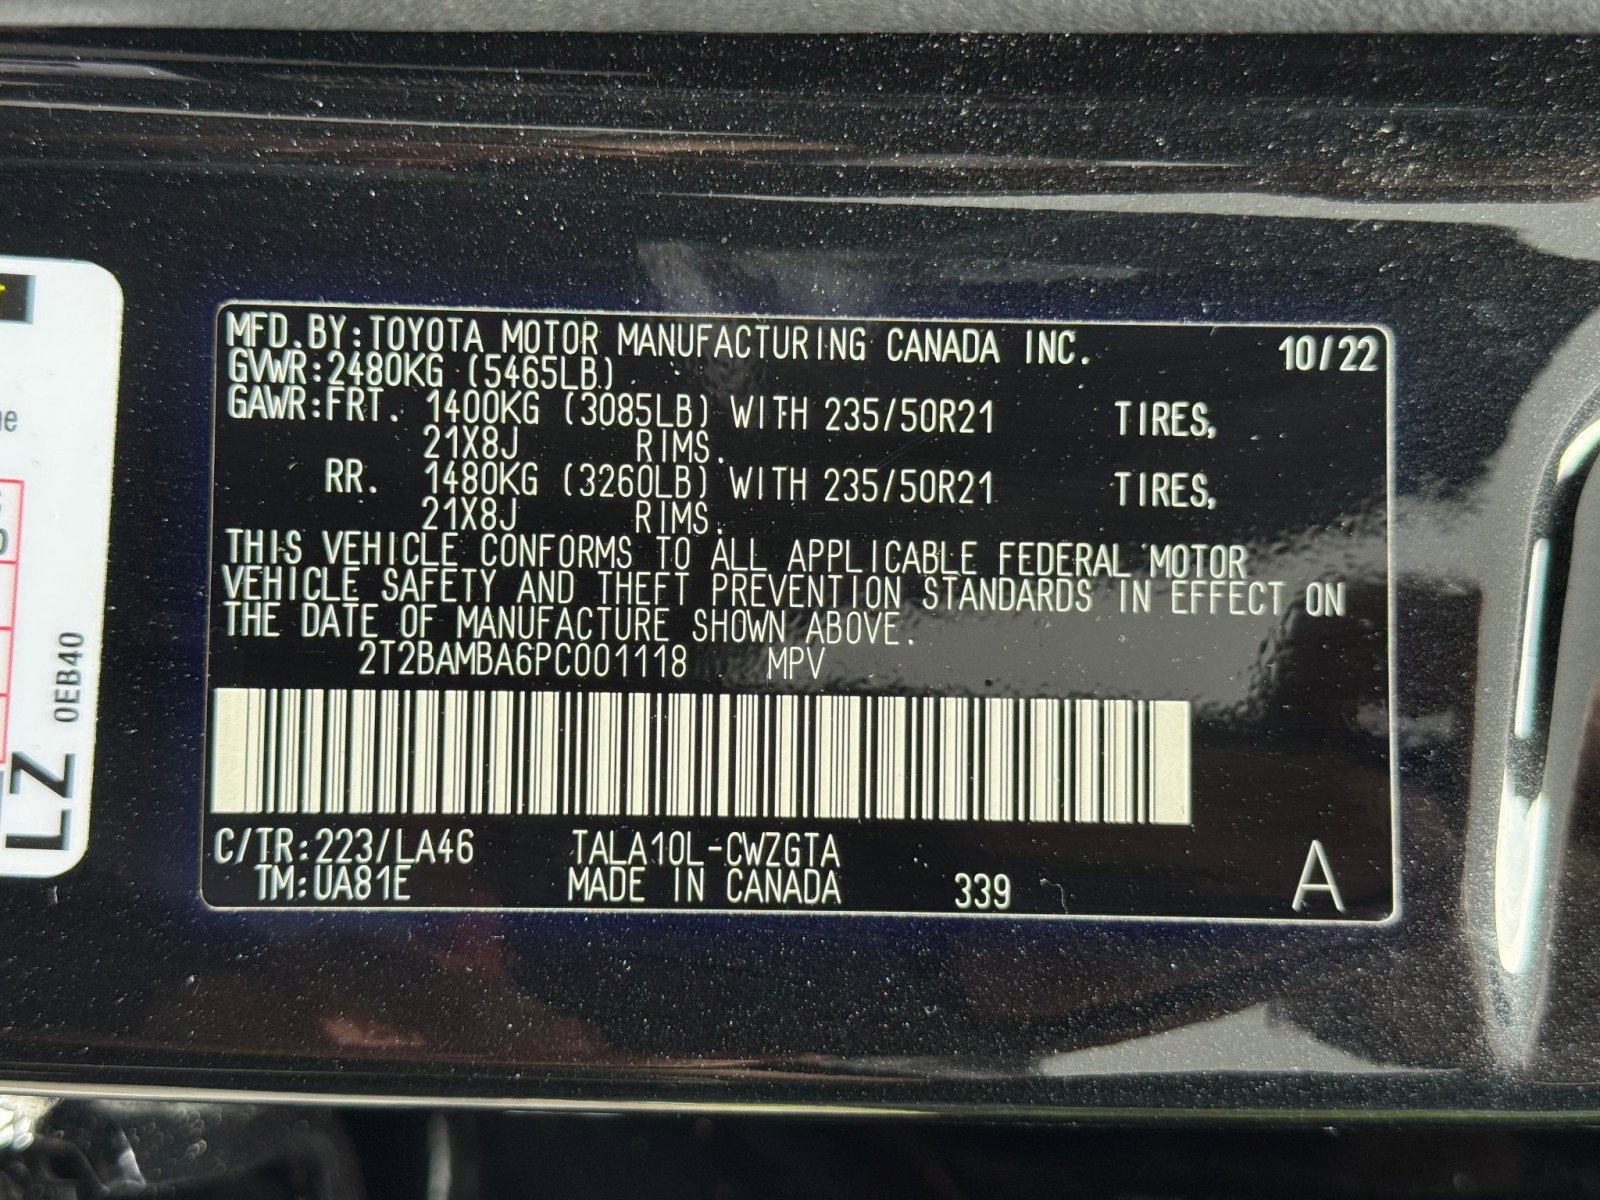 MFD. BY: TOYOTA MOTOR MANUFACTURING CANADA INC. 10/22
GVWR: 2480KG (5465LB)
GAWR: FRT. 1400KG (3085LB) WITH 235/50R21 TIRES,
21X8J RIMS.
RR. 1480KG (3260LB) WITH 235/50R21 TIRES,
21X8J RIMS.
THIS VEHICLE CONFORMS TO ALL APPLICABLE FEDERAL MOTOR
VEHICLE SAFETY AND THEFT PREVENTION STANDARDS IN EFFECT ON
THE DATE OF MANUFACTURE SHOWN ABOVE.
2T2BAMBA6PC001118 MPV
C/TR: 223/LA46 TALA10L-CWZGTA
TM: UA81E MADE IN CANADA 339 A
0EB40
LZ